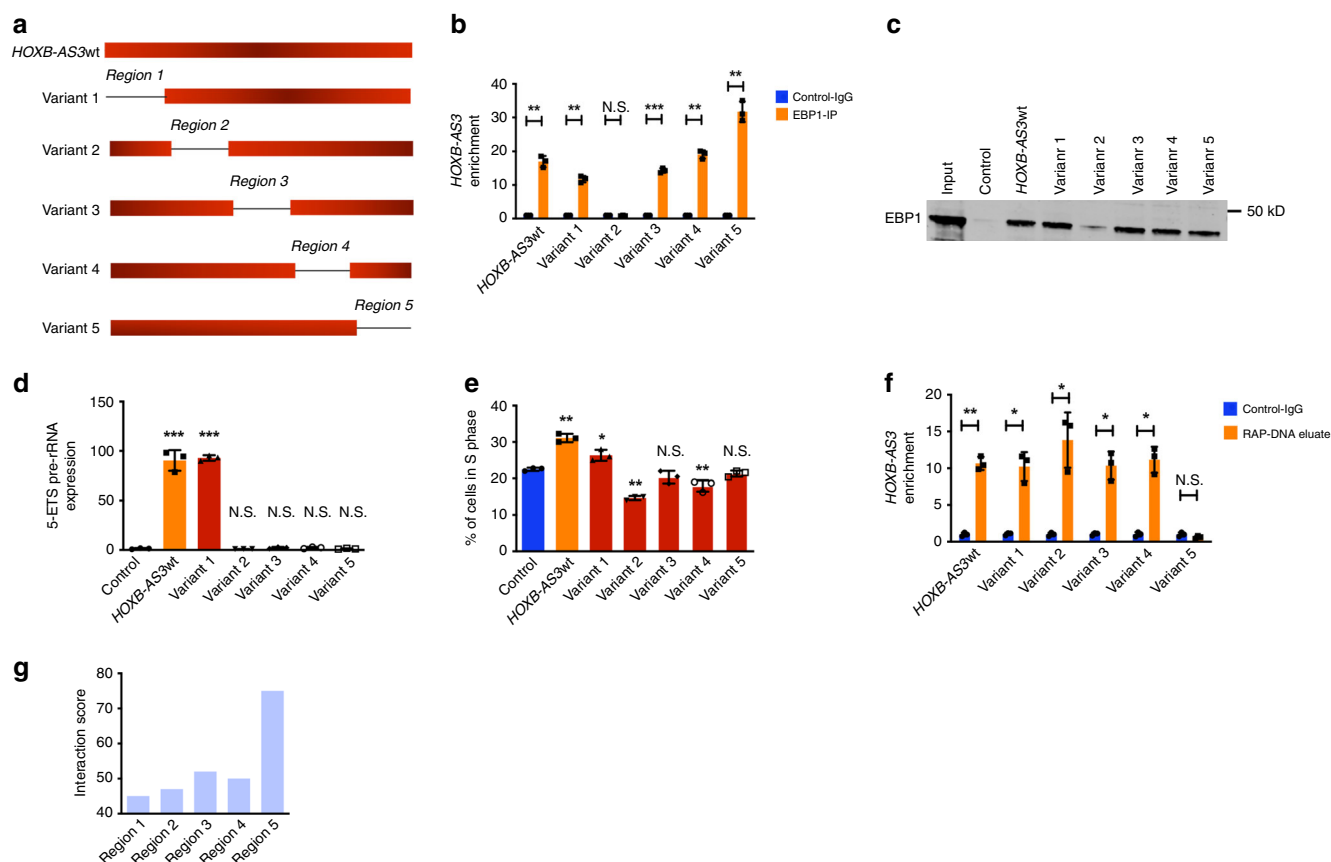 a
HOXB-AS3wt
Region 1
Variant 1
Region 2
Variant 2
Region 3
Variant 3
Region 4
Variant 4
Region 5
Variant 5
b
HOXB-AS3
enrichment
40
30
20
10
0
** ** N.S. *** ** **
HOXB-AS3wt
Variant 1
Variant 2
Variant 3
Variant 4
Variant 5
Control-IgG
EBP1-IP
c
Input
Control
HOXB-AS3wt
Varianr 1
Varianr 2
Varianr 3
Varianr 4
Varianr 5
EBP1
50 kD
d
5-ETS pre-rRNA
expression
150
100
50
0
*** *** N.S. N.S. N.S. N.S.
Control
HOXB-AS3wt
Variant 1
Variant 2
Variant 3
Variant 4
Variant 5
e
% of cells in S phase
40
30
20
10
0
** * ** N.S. ** N.S.
Control
HOXB-AS3wt
Variant 1
Variant 2
Variant 3
Variant 4
Variant 5
f
HOXB-AS3
enrichment
20
15
10
5
0
** * * * * N.S.
HOXB-AS3wt
Variant 1
Variant 2
Variant 3
Variant 4
Variant 5
Control-IgG
RAP-DNA eluate
g
Interaction score
80
70
60
50
40
Region 1
Region 2
Region 3
Region 4
Region 5